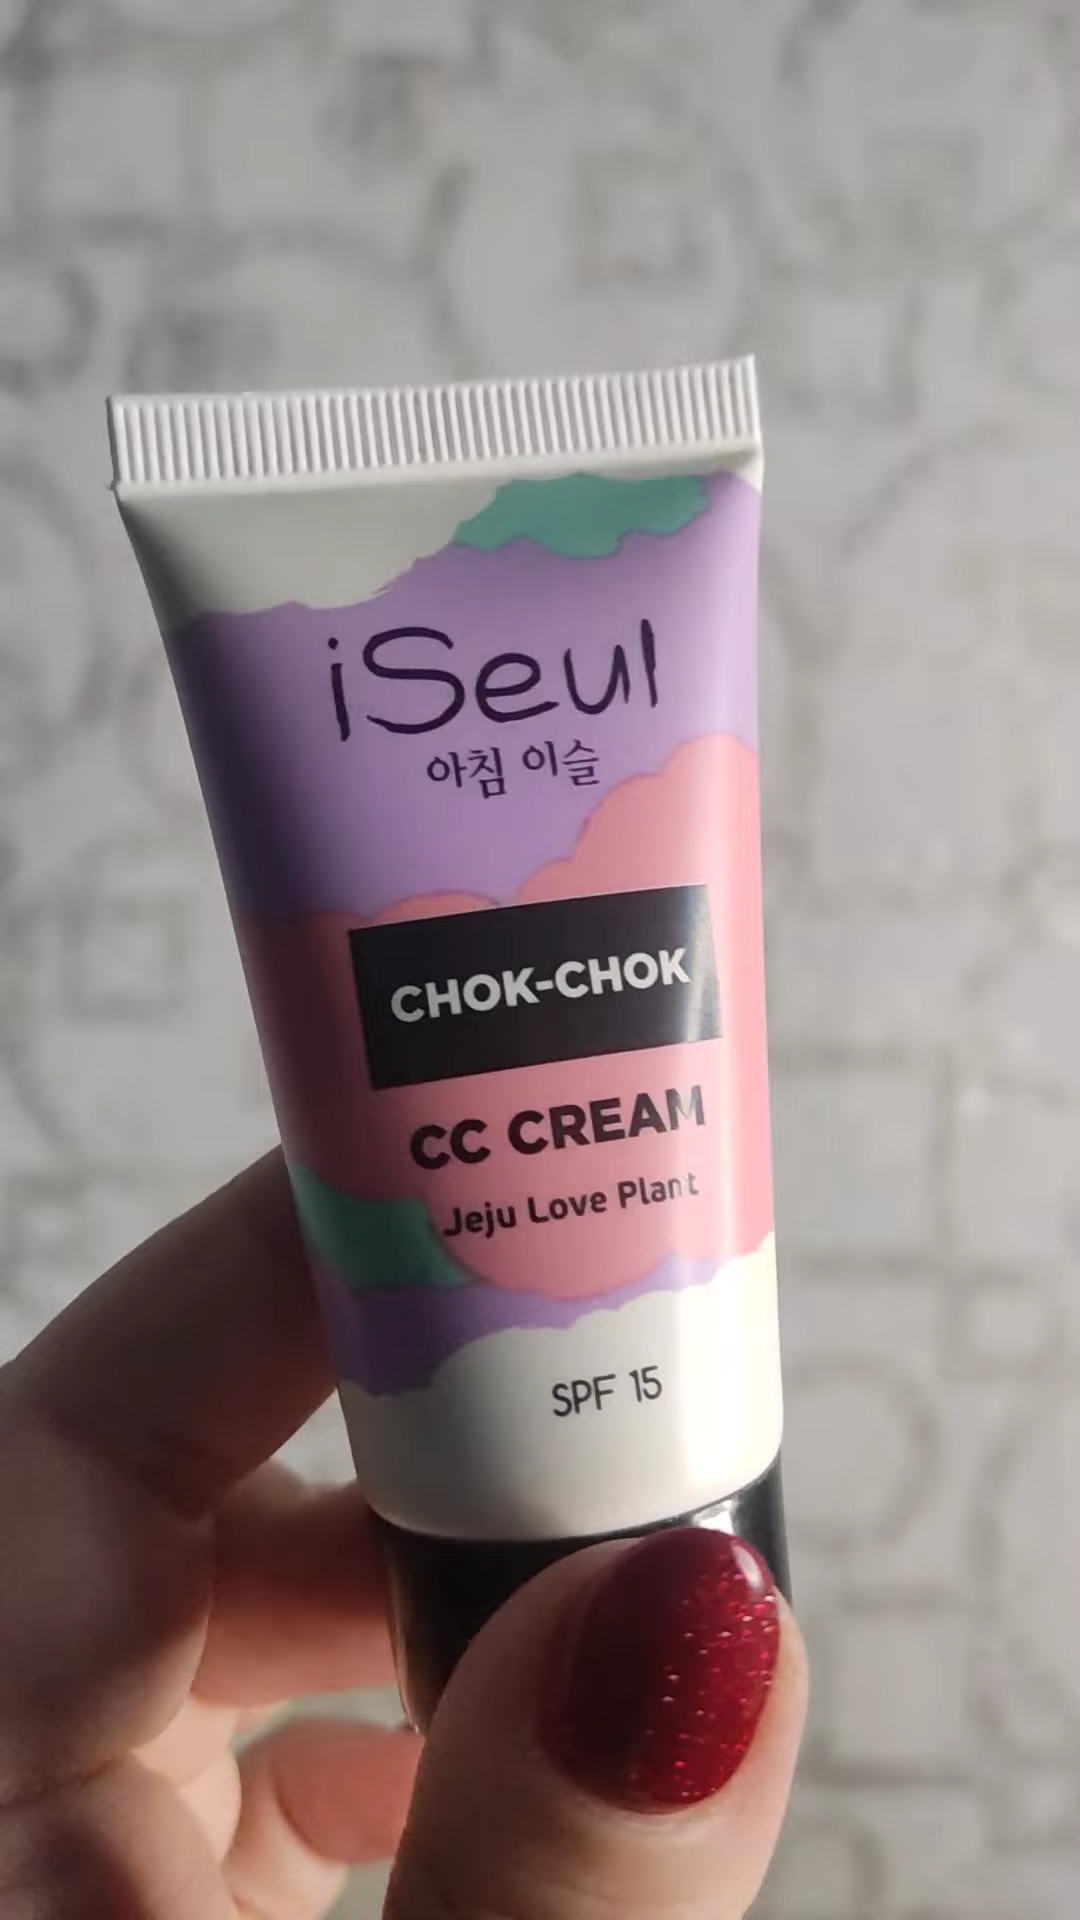 iSeul
아침 이슬
CHOK-CHOK
CC CREAM
Jeju Love Plant
SPF 15